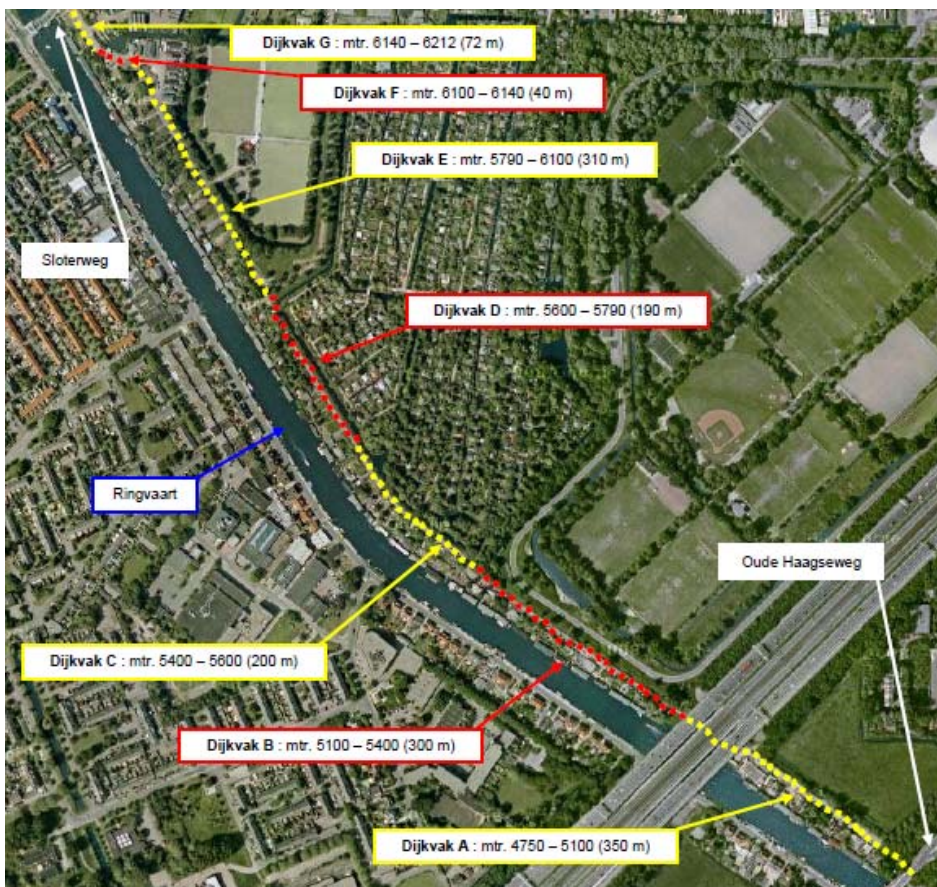 Dijkvak G : mtr. 6140 – 6212 (72 m)
Dijkvak F : mtr. 6100 – 6140 (40 m)
Dijkvak E : mtr. 5790 – 6100 (310 m)
Sloterweg
Dijkvak D : mtr. 5600 – 5790 (190 m)
Ringvaart
Oude Haagseweg
Dijkvak C : mtr. 5400 – 5600 (200 m)
Dijkvak B : mtr. 5100 – 5400 (300 m)
Dijkvak A : mtr. 4750 – 5100 (350 m)